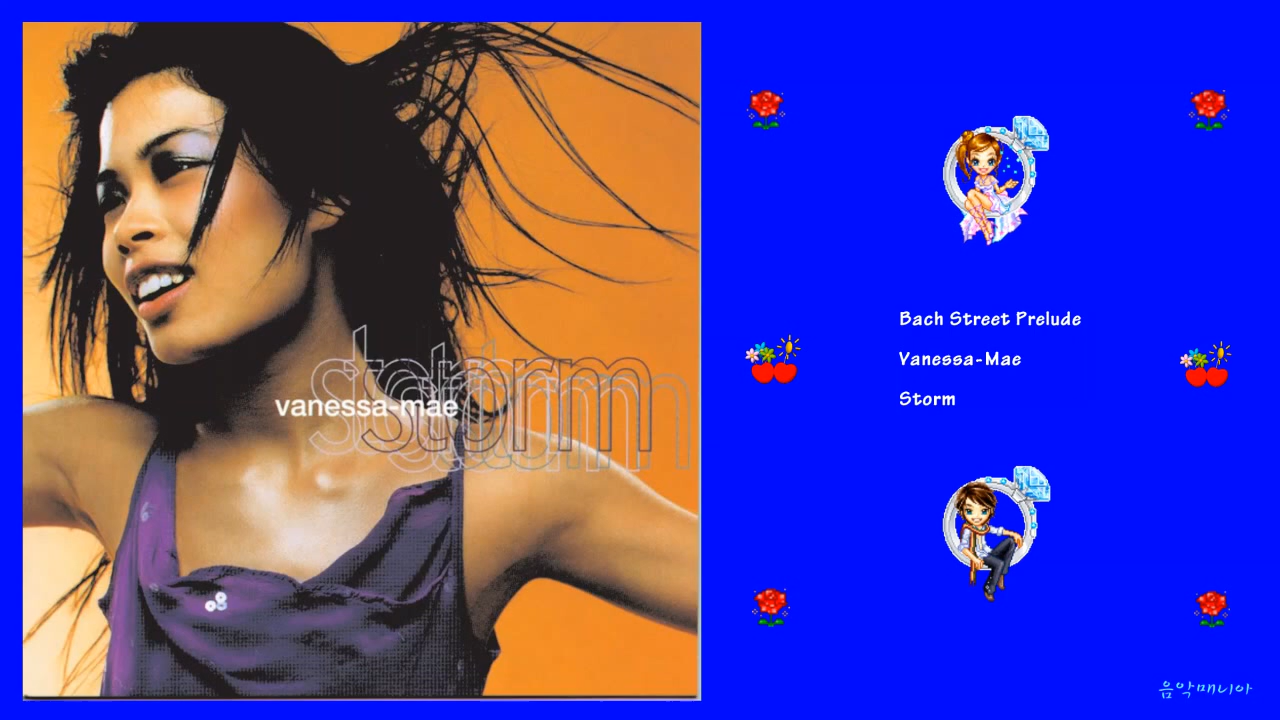 storm
vanessa-mae
Bach Street Prelude
Vanessa-Mae
Storm
음악매니아